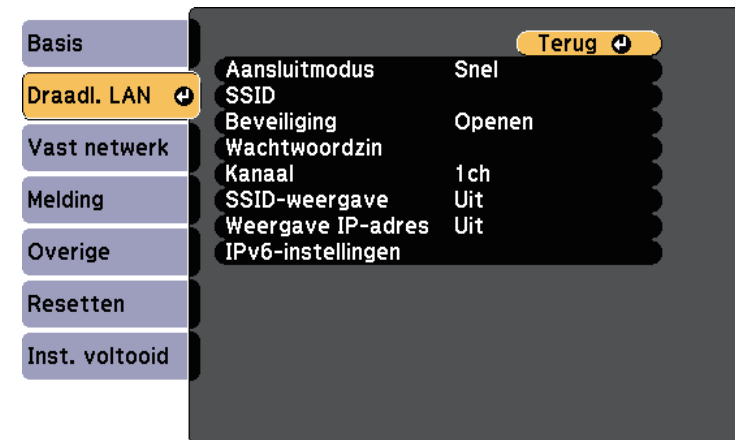 Basis
Draadl. LAN
Vast netwerk
Melding
Overige
Resetten
Inst. voltooid
Terug
Aansluitmodus Snel
SSID
Beveiliging Openen
Wachtwoordzin
Kanaal 1ch
SSID-weergave Uit
Weergave IP-adres Uit
IPv6-instellingen